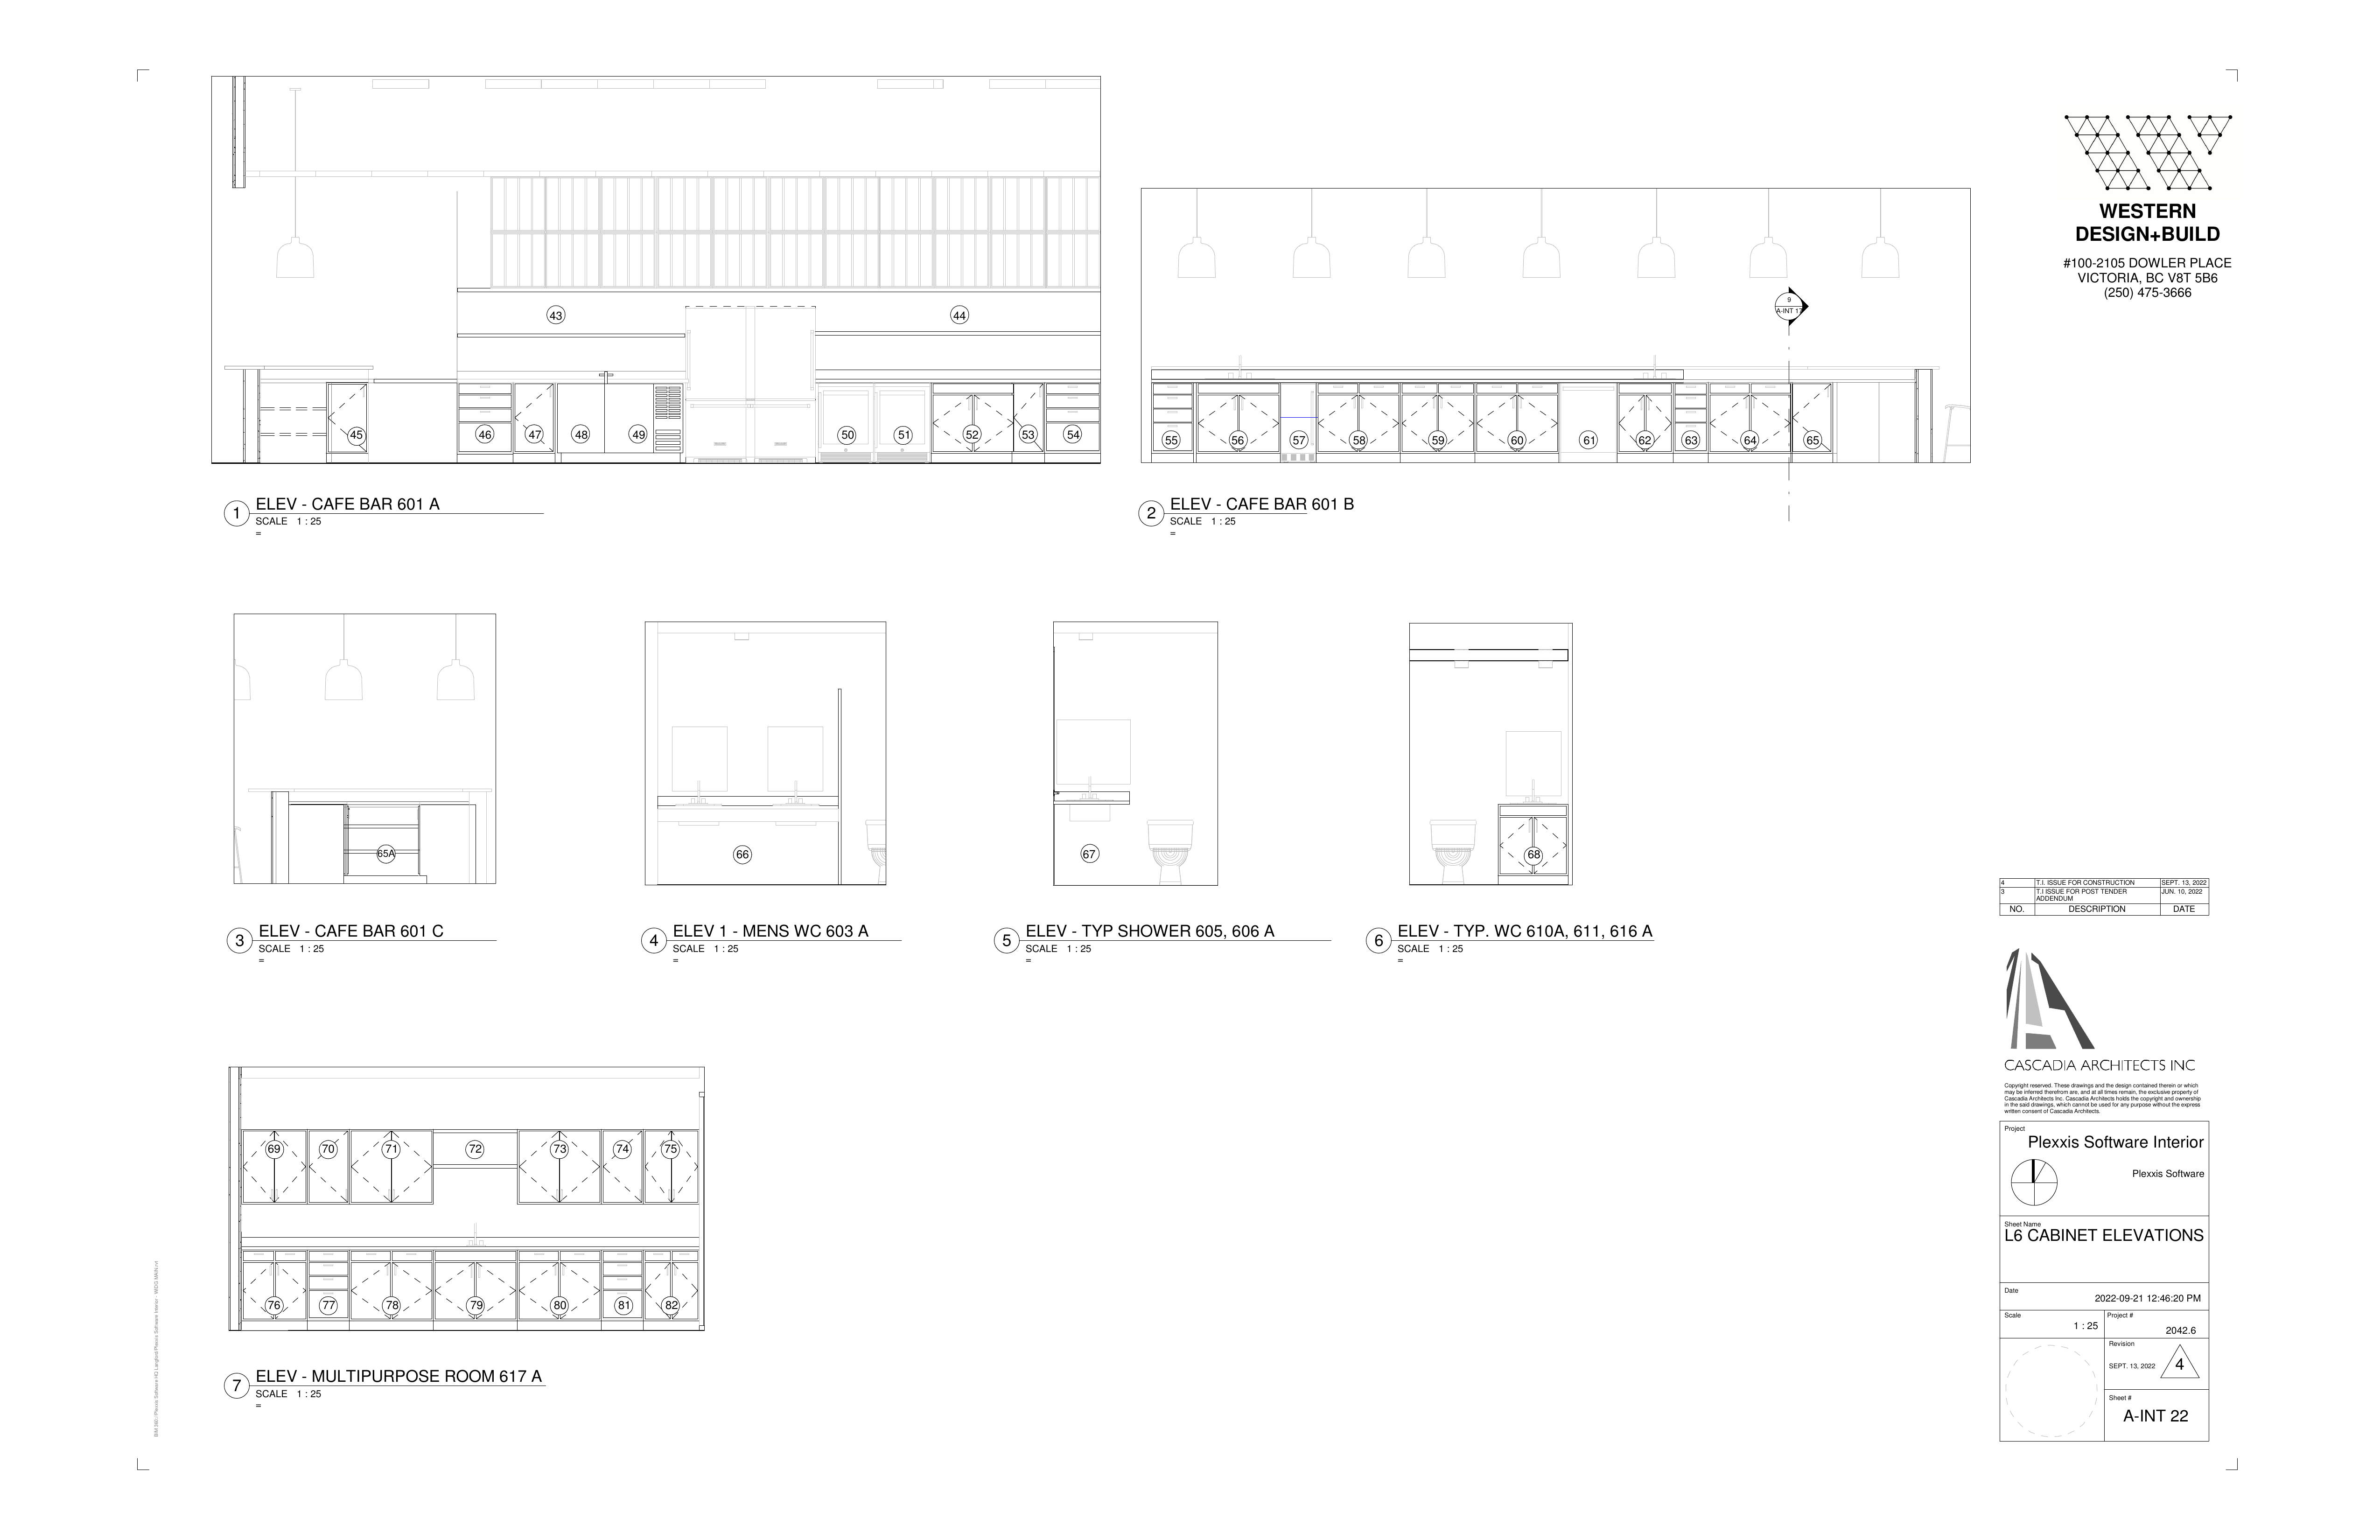 43
44
45
46
47
48
49
50
51
52
53
54
1
ELEV - CAFE BAR 601 A
SCALE 1 : 25
=
9
A-INT 17
55
56
57
58
59
60
61
62
63
64
65
2
ELEV - CAFE BAR 601 B
SCALE 1 : 25
=
WESTERN
DESIGN+BUILD
#100-2105 DOWLER PLACE
VICTORIA, BC V8T 5B6
(250) 475-3666
65A
3
ELEV - CAFE BAR 601 C
SCALE 1 : 25
=
66
4
ELEV 1 - MENS WC 603 A
SCALE 1 : 25
=
67
5
ELEV - TYP SHOWER 605, 606 A
SCALE 1 : 25
=
68
6
ELEV - TYP. WC 610A, 611, 616 A
SCALE 1 : 25
=
69
70
71
72
73
74
75
76
77
78
79
80
81
82
7
ELEV - MULTIPURPOSE ROOM 617 A
SCALE 1 : 25
=
4 T.I. ISSUE FOR CONSTRUCTION SEPT. 13, 2022
3 T.I ISSUE FOR POST TENDER JUN. 10, 2022
ADDENDUM
NO. DESCRIPTION DATE
CASCADIA ARCHITECTS INC
Copyright reserved. These drawings and the design contained therein or which
may be inferred therefrom are, and at all times remain, the exclusive property of
Cascadia Architects Inc. Cascadia Architects holds the copyright and ownership
in the said drawings, which cannot be used for any purpose without the express
written consent of Cascadia Architects.
Project
Plexxis Software Interior
Plexxis Software
Sheet Name
L6 CABINET ELEVATIONS
Date
2022-09-21 12:46:20 PM
Scale
1 : 25
Project #
2042.6
Revision
SEPT. 13, 2022
4
Sheet #
A-INT 22